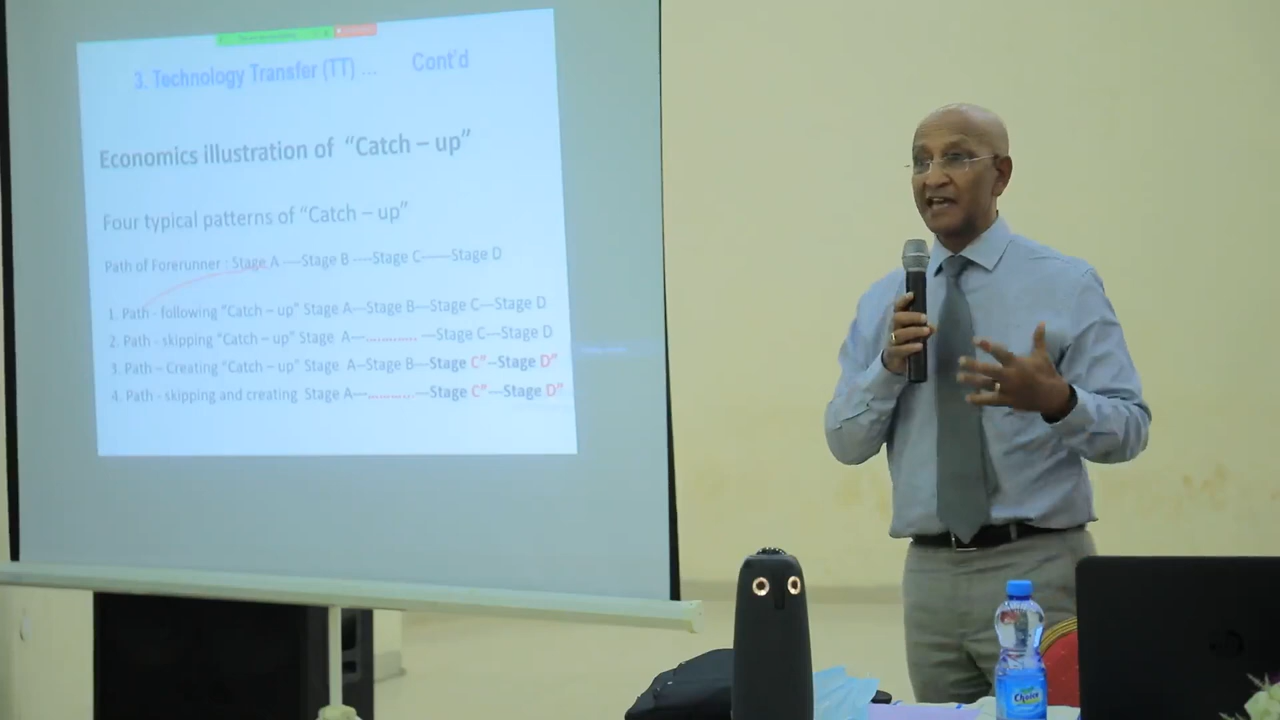 3. Technology Transfer (TT) ... Cont'd
Economics illustration of "Catch – up"
Four typical patterns of "Catch – up"
Path of Forerunner : Stage A ----Stage B ----Stage C------Stage D
1. Path - following "Catch – up" Stage A---Stage B---Stage C---Stage D
2. Path - skipping "Catch – up" Stage A---............. ---Stage C---Stage D
3. Path – Creating "Catch – up" Stage A--Stage B---Stage C"--Stage D"
4. Path - skipping and creating Stage A---............---Stage C"---Stage D"
Choice